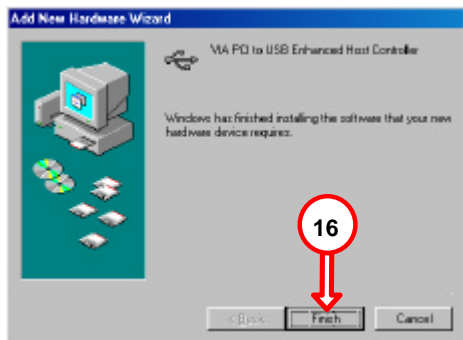 Add New Hardware Wizard
VIA PCI to USB Enhanced Host Controller
Windows has finished installing the software that your new
hardware device requires.
16
< Back
Finish
Cancel